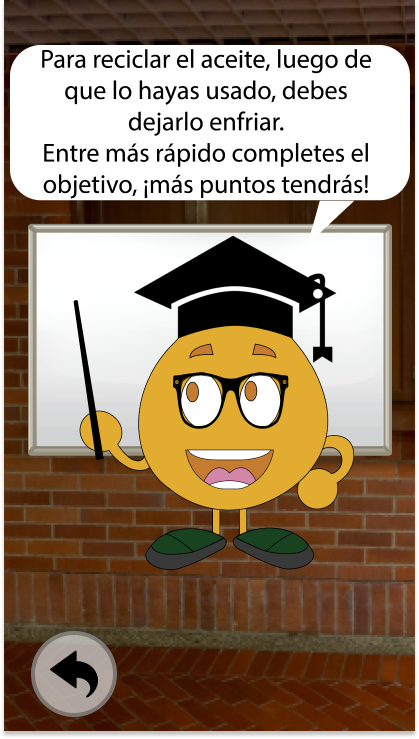 Para reciclar el aceite, luego de
que lo hayas usado, debes
dejarlo enfriar.
Entre más rápido completes el
objetivo, ¡más puntos tendrás!